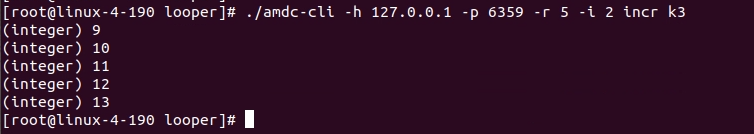 [root@linux-4-190 looper]# ./amdc-cli -h 127.0.0.1 -p 6359 -r 5 -i 2 incr k3
(integer) 9
(integer) 10
(integer) 11
(integer) 12
(integer) 13
[root@linux-4-190 looper]#